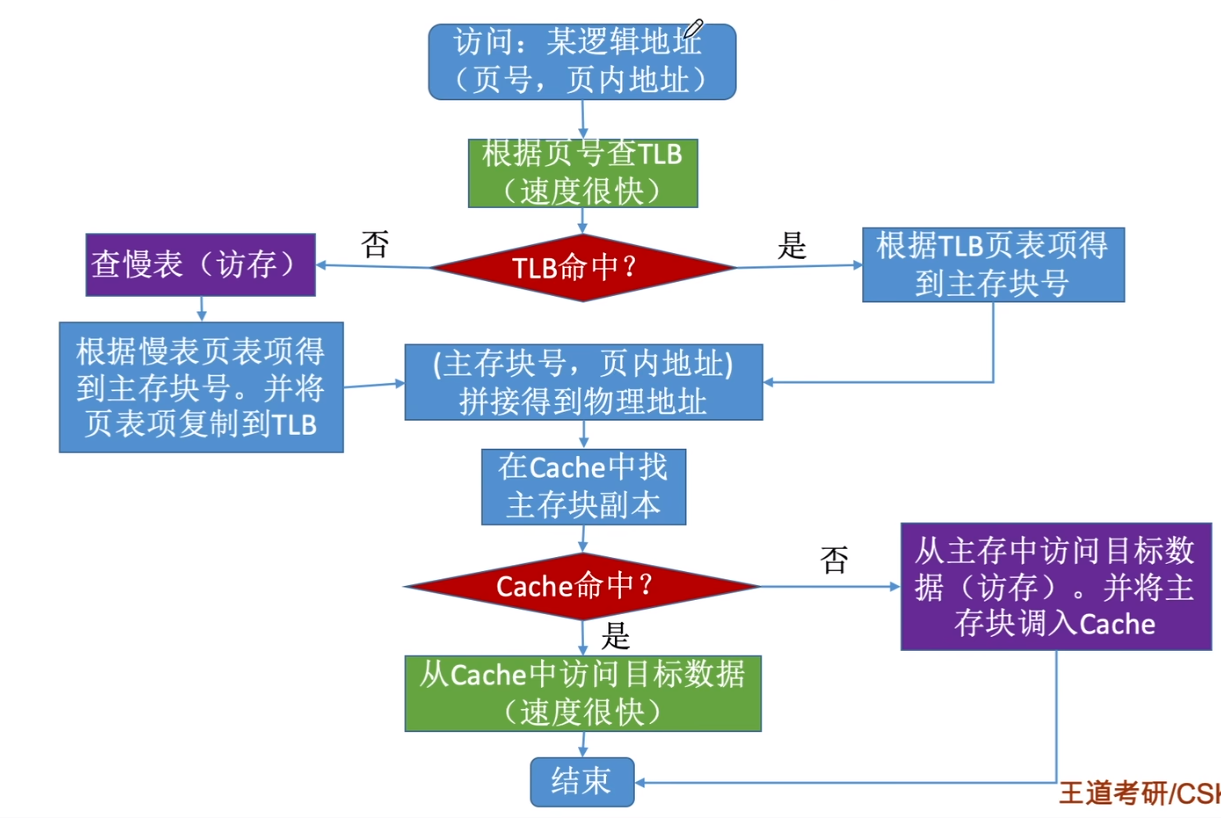 访问：某逻辑地址
（页号，页内地址）
根据页号查TLB
（速度很快）
否
TLB命中？
是
查慢表（访存）
根据TLB页表项得
到主存块号
根据慢表页表项得
到主存块号。并将
页表项复制到TLB
(主存块号，页内地址)
拼接得到物理地址
在Cache中找
主存块副本
Cache命中？
否
从主存中访问目标数
据（访存）。并将主
存块调入Cache
是
从Cache中访问目标数据
（速度很快）
结束
王道考研/CSK